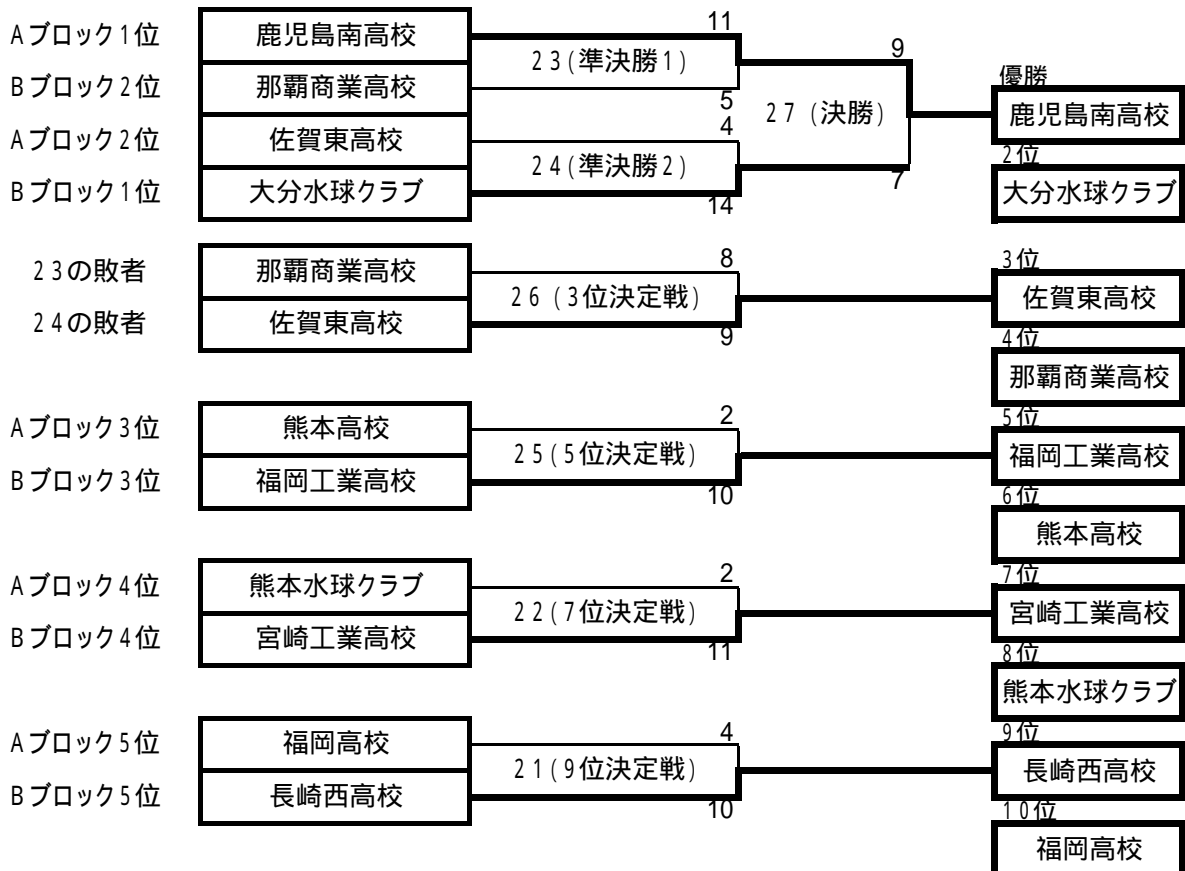 Aブロック1位 鹿児島南高校 11
23(準決勝1) 9
Bブロック2位 那覇商業高校 5 優勝
27 (決勝) 鹿児島南高校
Aブロック2位 佐賀東高校 4 2位
24(準決勝2) 7
Bブロック1位 大分水球クラブ 14 大分水球クラブ
23の敗者 那覇商業高校 8 3位
26 (3位決定戦) 佐賀東高校
24の敗者 佐賀東高校 9 4位
那覇商業高校
Aブロック3位 熊本高校 2 5位
25(5位決定戦) 福岡工業高校
Bブロック3位 福岡工業高校 10 6位
熊本高校
Aブロック4位 熊本水球クラブ 2 7位
22(7位決定戦) 宮崎工業高校
Bブロック4位 宮崎工業高校 11 8位
熊本水球クラブ
Aブロック5位 福岡高校 4 9位
21(9位決定戦) 長崎西高校
Bブロック5位 長崎西高校 10 10位
福岡高校